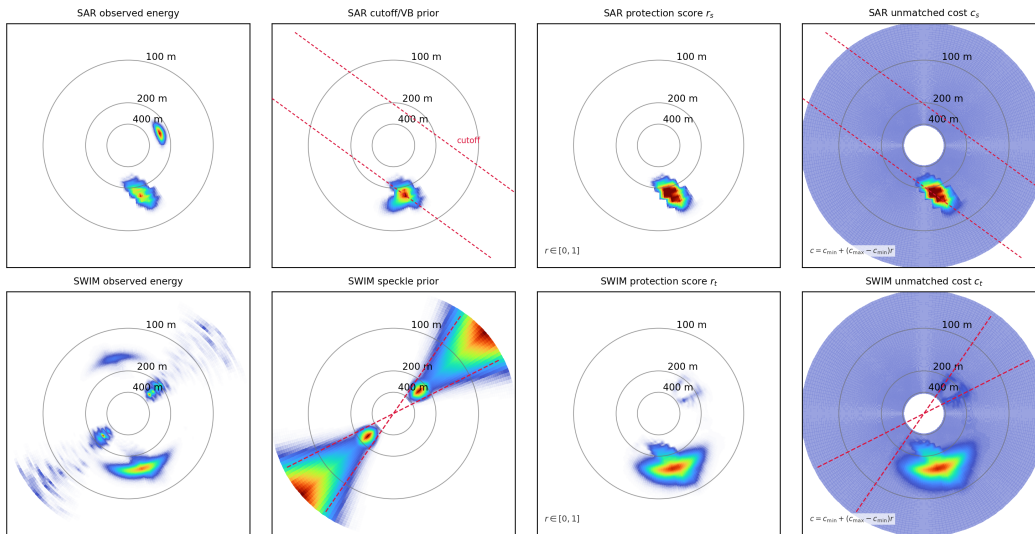 SAR observed energy
100 m
200 m
400 m
SAR cutoff/VB prior
100 m
200 m
400 m
cutoff
SAR protection score r_s
100 m
200 m
400 m
r ∈ [0, 1]
SAR unmatched cost c_s
100 m
200 m
400 m
c = c_min + (c_max − c_min)r
SWIM observed energy
100 m
200 m
400 m
SWIM speckle prior
100 m
200 m
400 m
SWIM protection score r_t
100 m
200 m
400 m
r ∈ [0, 1]
SWIM unmatched cost c_t
100 m
200 m
400 m
c = c_min + (c_max − c_min)r